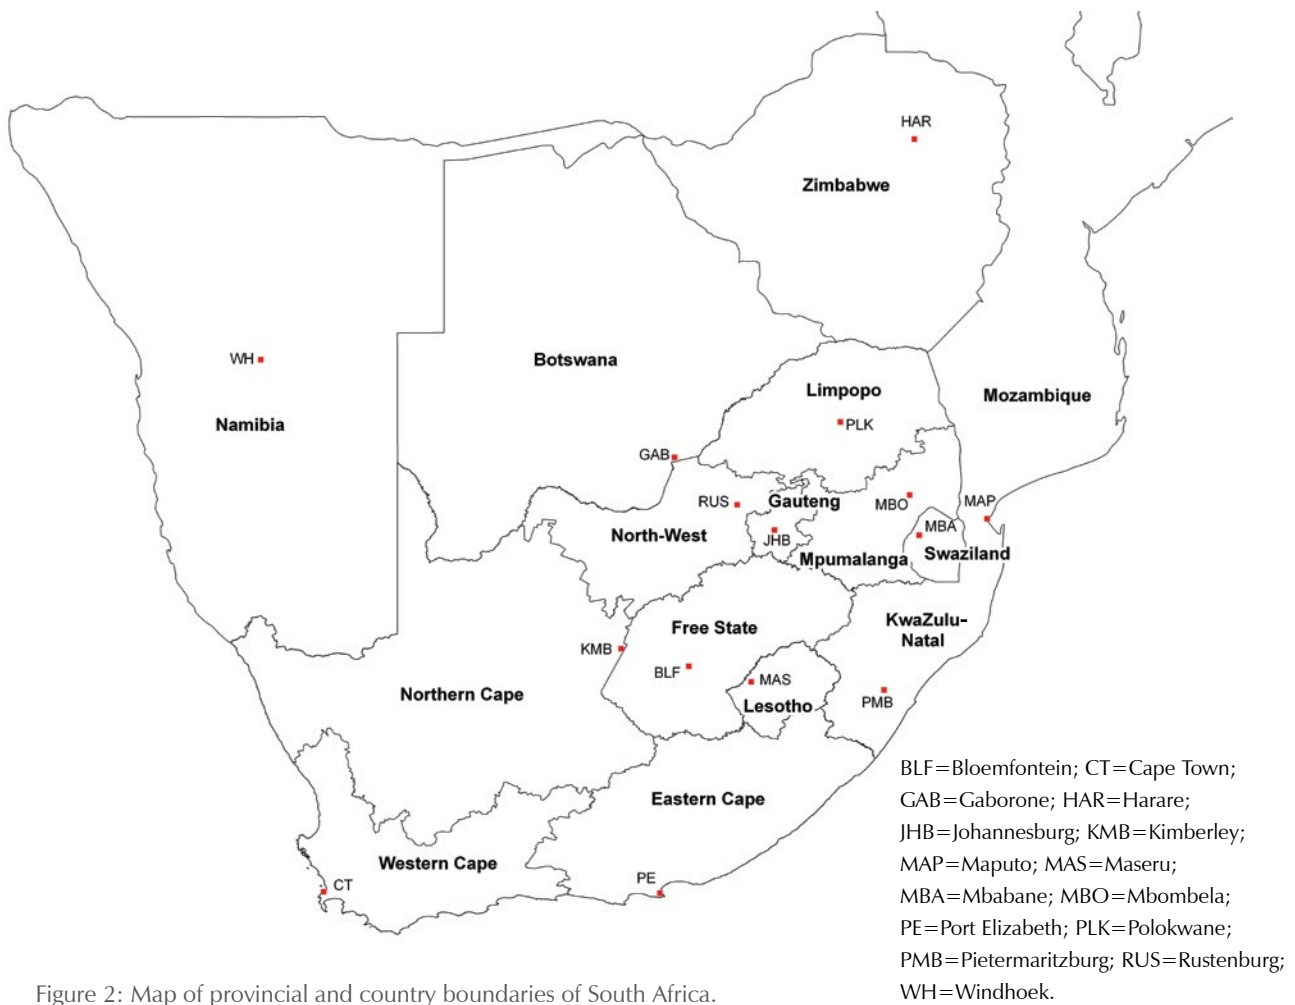 HAR
Zimbabwe
WH
Botswana
Limpopo
Mozambique
Namibia
PLK
GAB
RUS
Gauteng
MBO
MAP
North-West
JHB
MBA
Mpumalanga
Swaziland
Free State
KwaZulu-
Natal
KMB
BLF
MAS
Northern Cape
Lesotho
PMB
Eastern Cape
Western Cape
CT
PE
BLF=Bloemfontein; CT=Cape Town;
GAB=Gaborone; HAR=Harare;
JHB=Johannesburg; KMB=Kimberley;
MAP=Maputo; MAS=Maseru;
MBA=Mbabane; MBO=Mbombela;
PE=Port Elizabeth; PLK=Polokwane;
PMB=Pietermaritzburg; RUS=Rustenburg;
WH=Windhoek.
Figure 2: Map of provincial and country boundaries of South Africa.